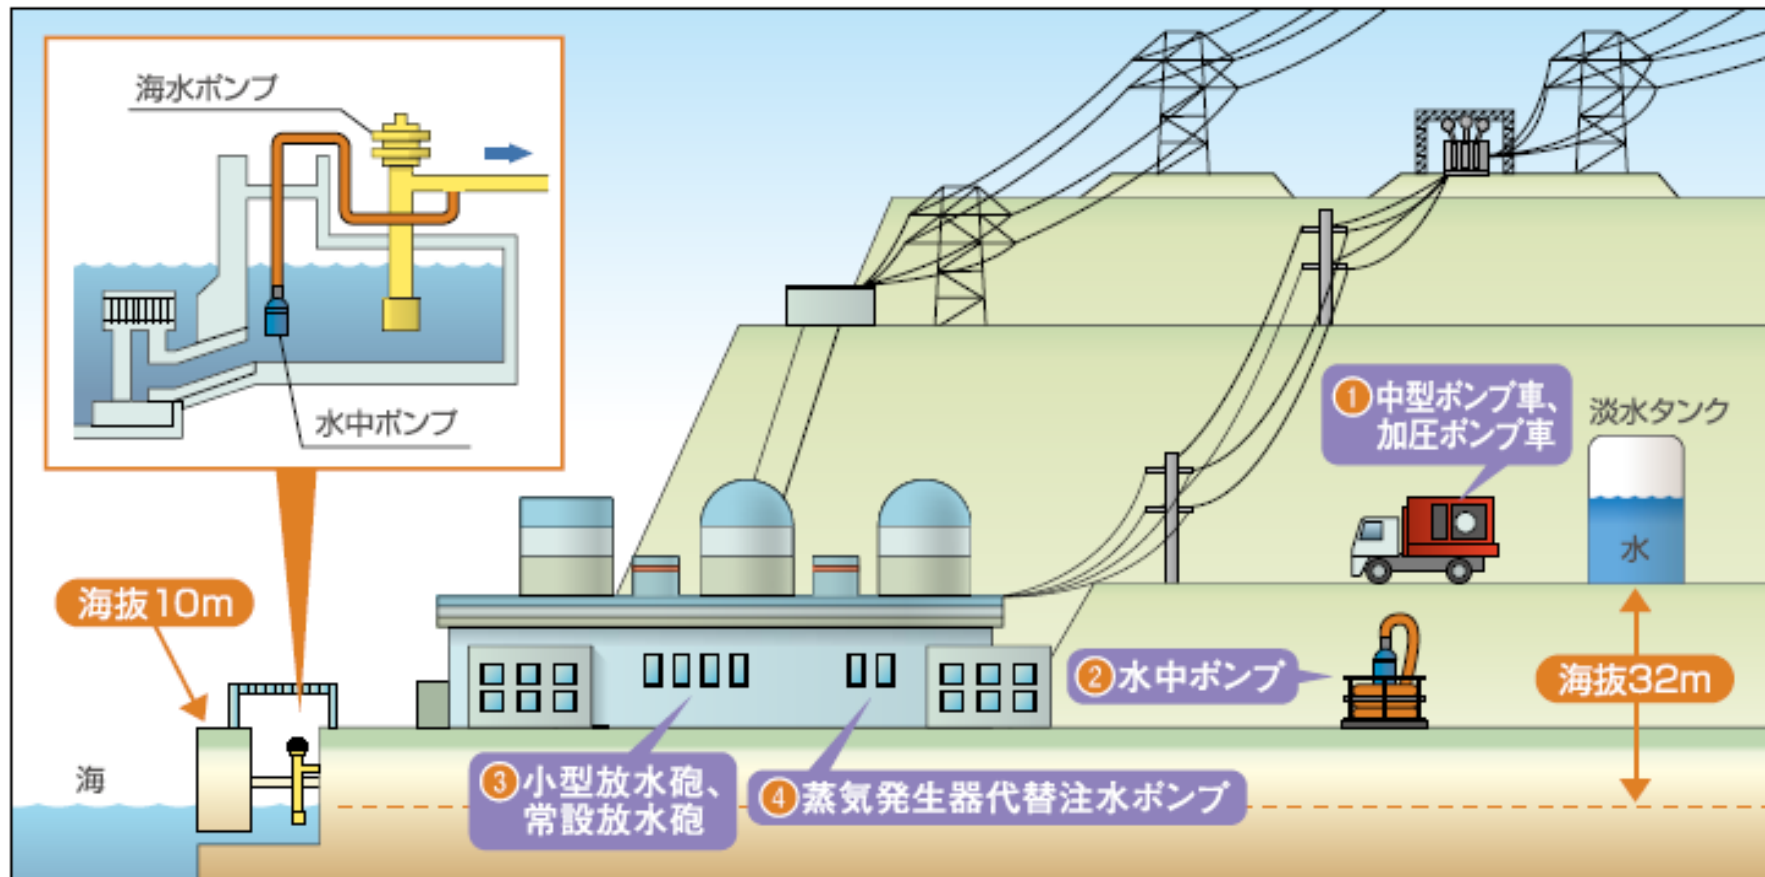 海水ポンプ
水中ポンプ
①中型ポンプ車、
加圧ポンプ車
淡水タンク
水
海抜10m
②水中ポンプ
海抜32m
海
③小型放水砲、
常設放水砲
④蒸気発生器代替注水ポンプ